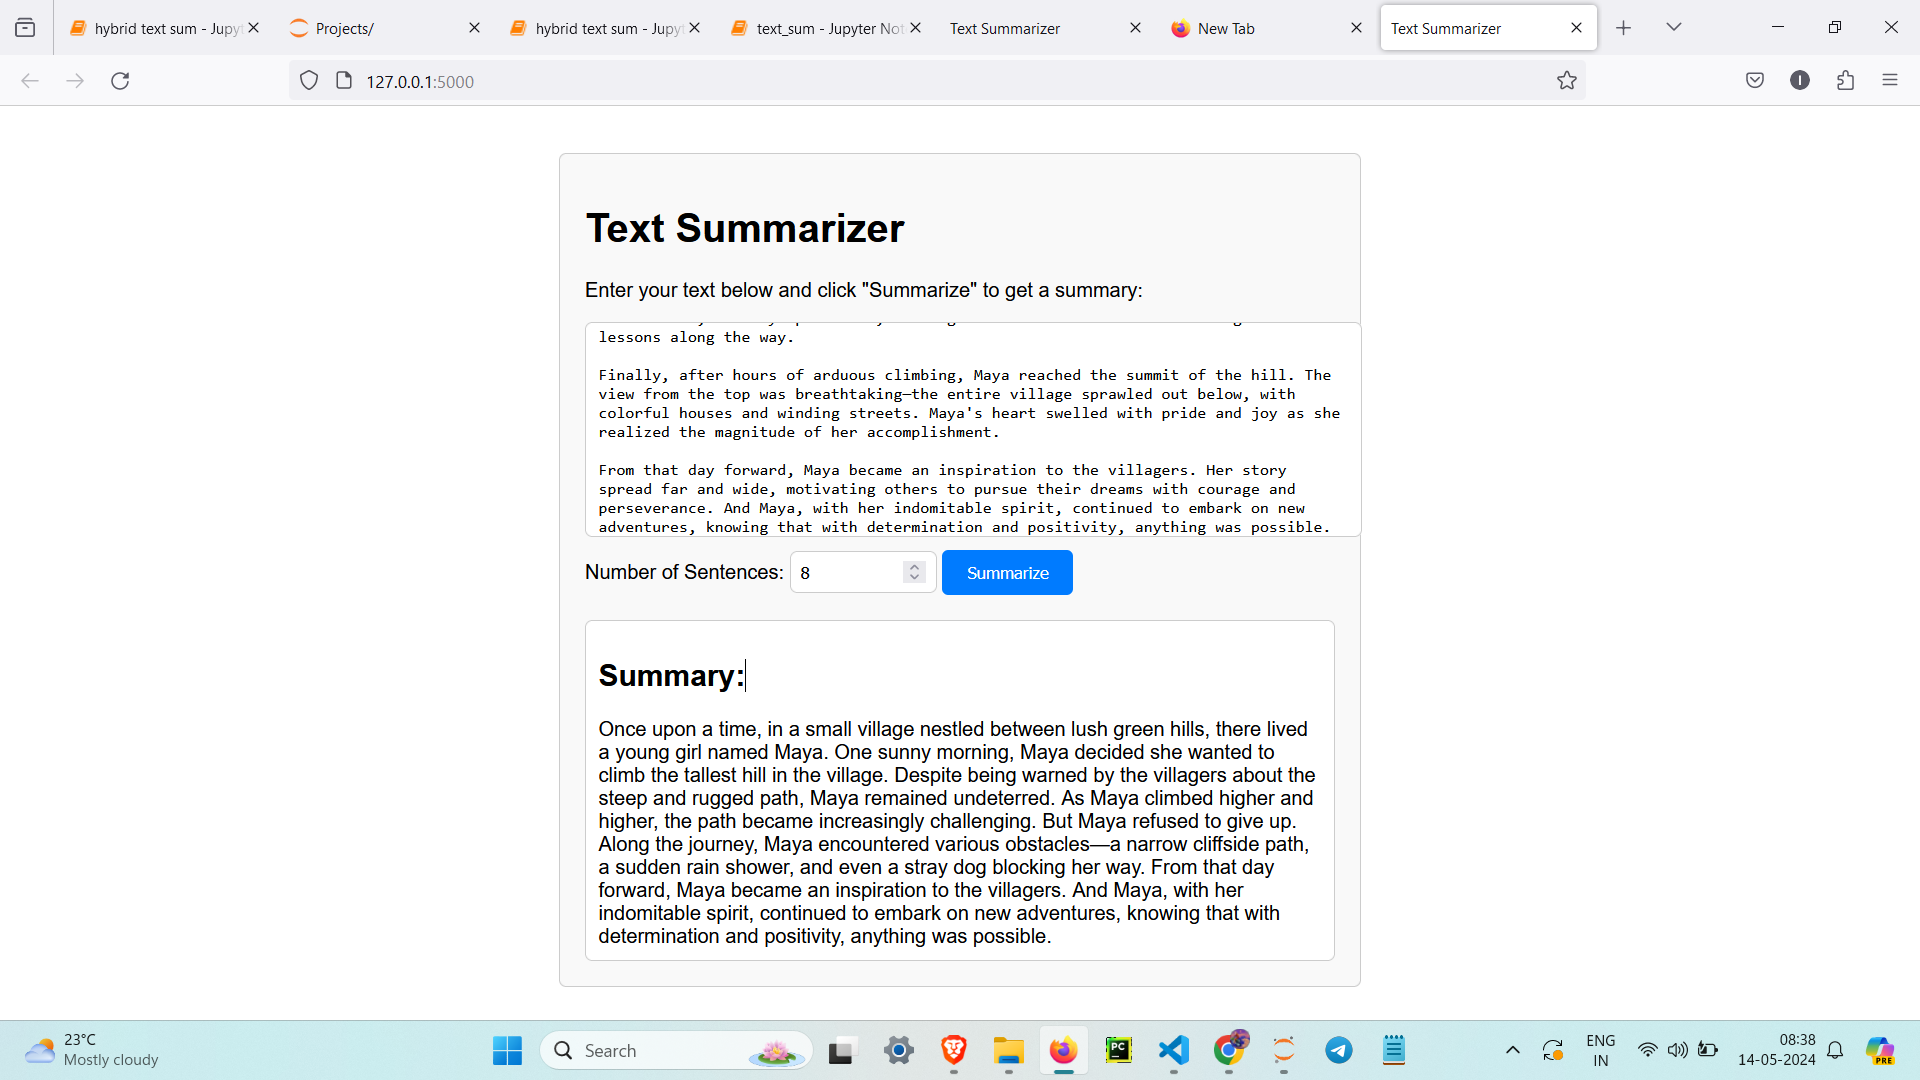 hybrid text sum - Jupyt
Projects/
hybrid text sum - Jupyt
text_sum - Jupyter Not
Text Summarizer
New Tab
Text Summarizer
127.0.0.1:5000
Text Summarizer
Enter your text below and click "Summarize" to get a summary:
lessons along the way.
Finally, after hours of arduous climbing, Maya reached the summit of the hill. The
view from the top was breathtaking—the entire village sprawled out below, with
colorful houses and winding streets. Maya's heart swelled with pride and joy as she
realized the magnitude of her accomplishment.
From that day forward, Maya became an inspiration to the villagers. Her story
spread far and wide, motivating others to pursue their dreams with courage and
perseverance. And Maya, with her indomitable spirit, continued to embark on new
adventures, knowing that with determination and positivity, anything was possible.
Number of Sentences: 8 Summarize
Summary:
Once upon a time, in a small village nestled between lush green hills, there lived
a young girl named Maya. One sunny morning, Maya decided she wanted to
climb the tallest hill in the village. Despite being warned by the villagers about the
steep and rugged path, Maya remained undeterred. As Maya climbed higher and
higher, the path became increasingly challenging. But Maya refused to give up.
Along the journey, Maya encountered various obstacles—a narrow cliffside path,
a sudden rain shower, and even a stray dog blocking her way. From that day
forward, Maya became an inspiration to the villagers. And Maya, with her
indomitable spirit, continued to embark on new adventures, knowing that with
determination and positivity, anything was possible.
23°C
Mostly cloudy
Search
PC
ENG
IN
08:38
14-05-2024
PRE